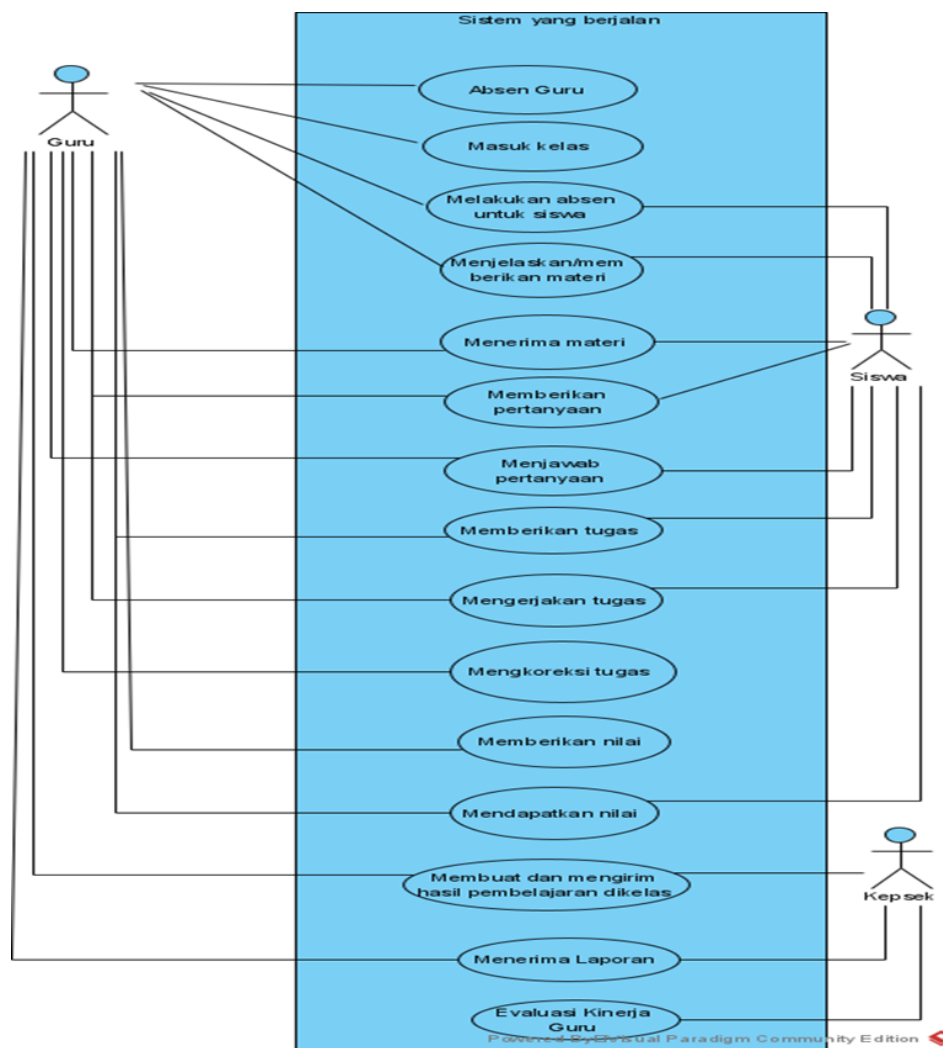 Sistem yang berjalan
Absen Guru
Guru
Masuk kelas
Melakukan absen
untuk siswa
Menjelaskan/mem
berikan materi
Menerima materi
Siswa
Memberikan
pertanyaan
Menjawab
pertanyaan
Memberikan tugas
Mengerjakan tugas
Mengkoreksi tugas
Memberikan nilai
Mendapatkan nilai
Membuat dan mengirim
hasil pembelajaran dikelas
Kepsek
Menerima Laporan
Evaluasi Kinerja
Guru
Powered By Visual Paradigm Community Edition